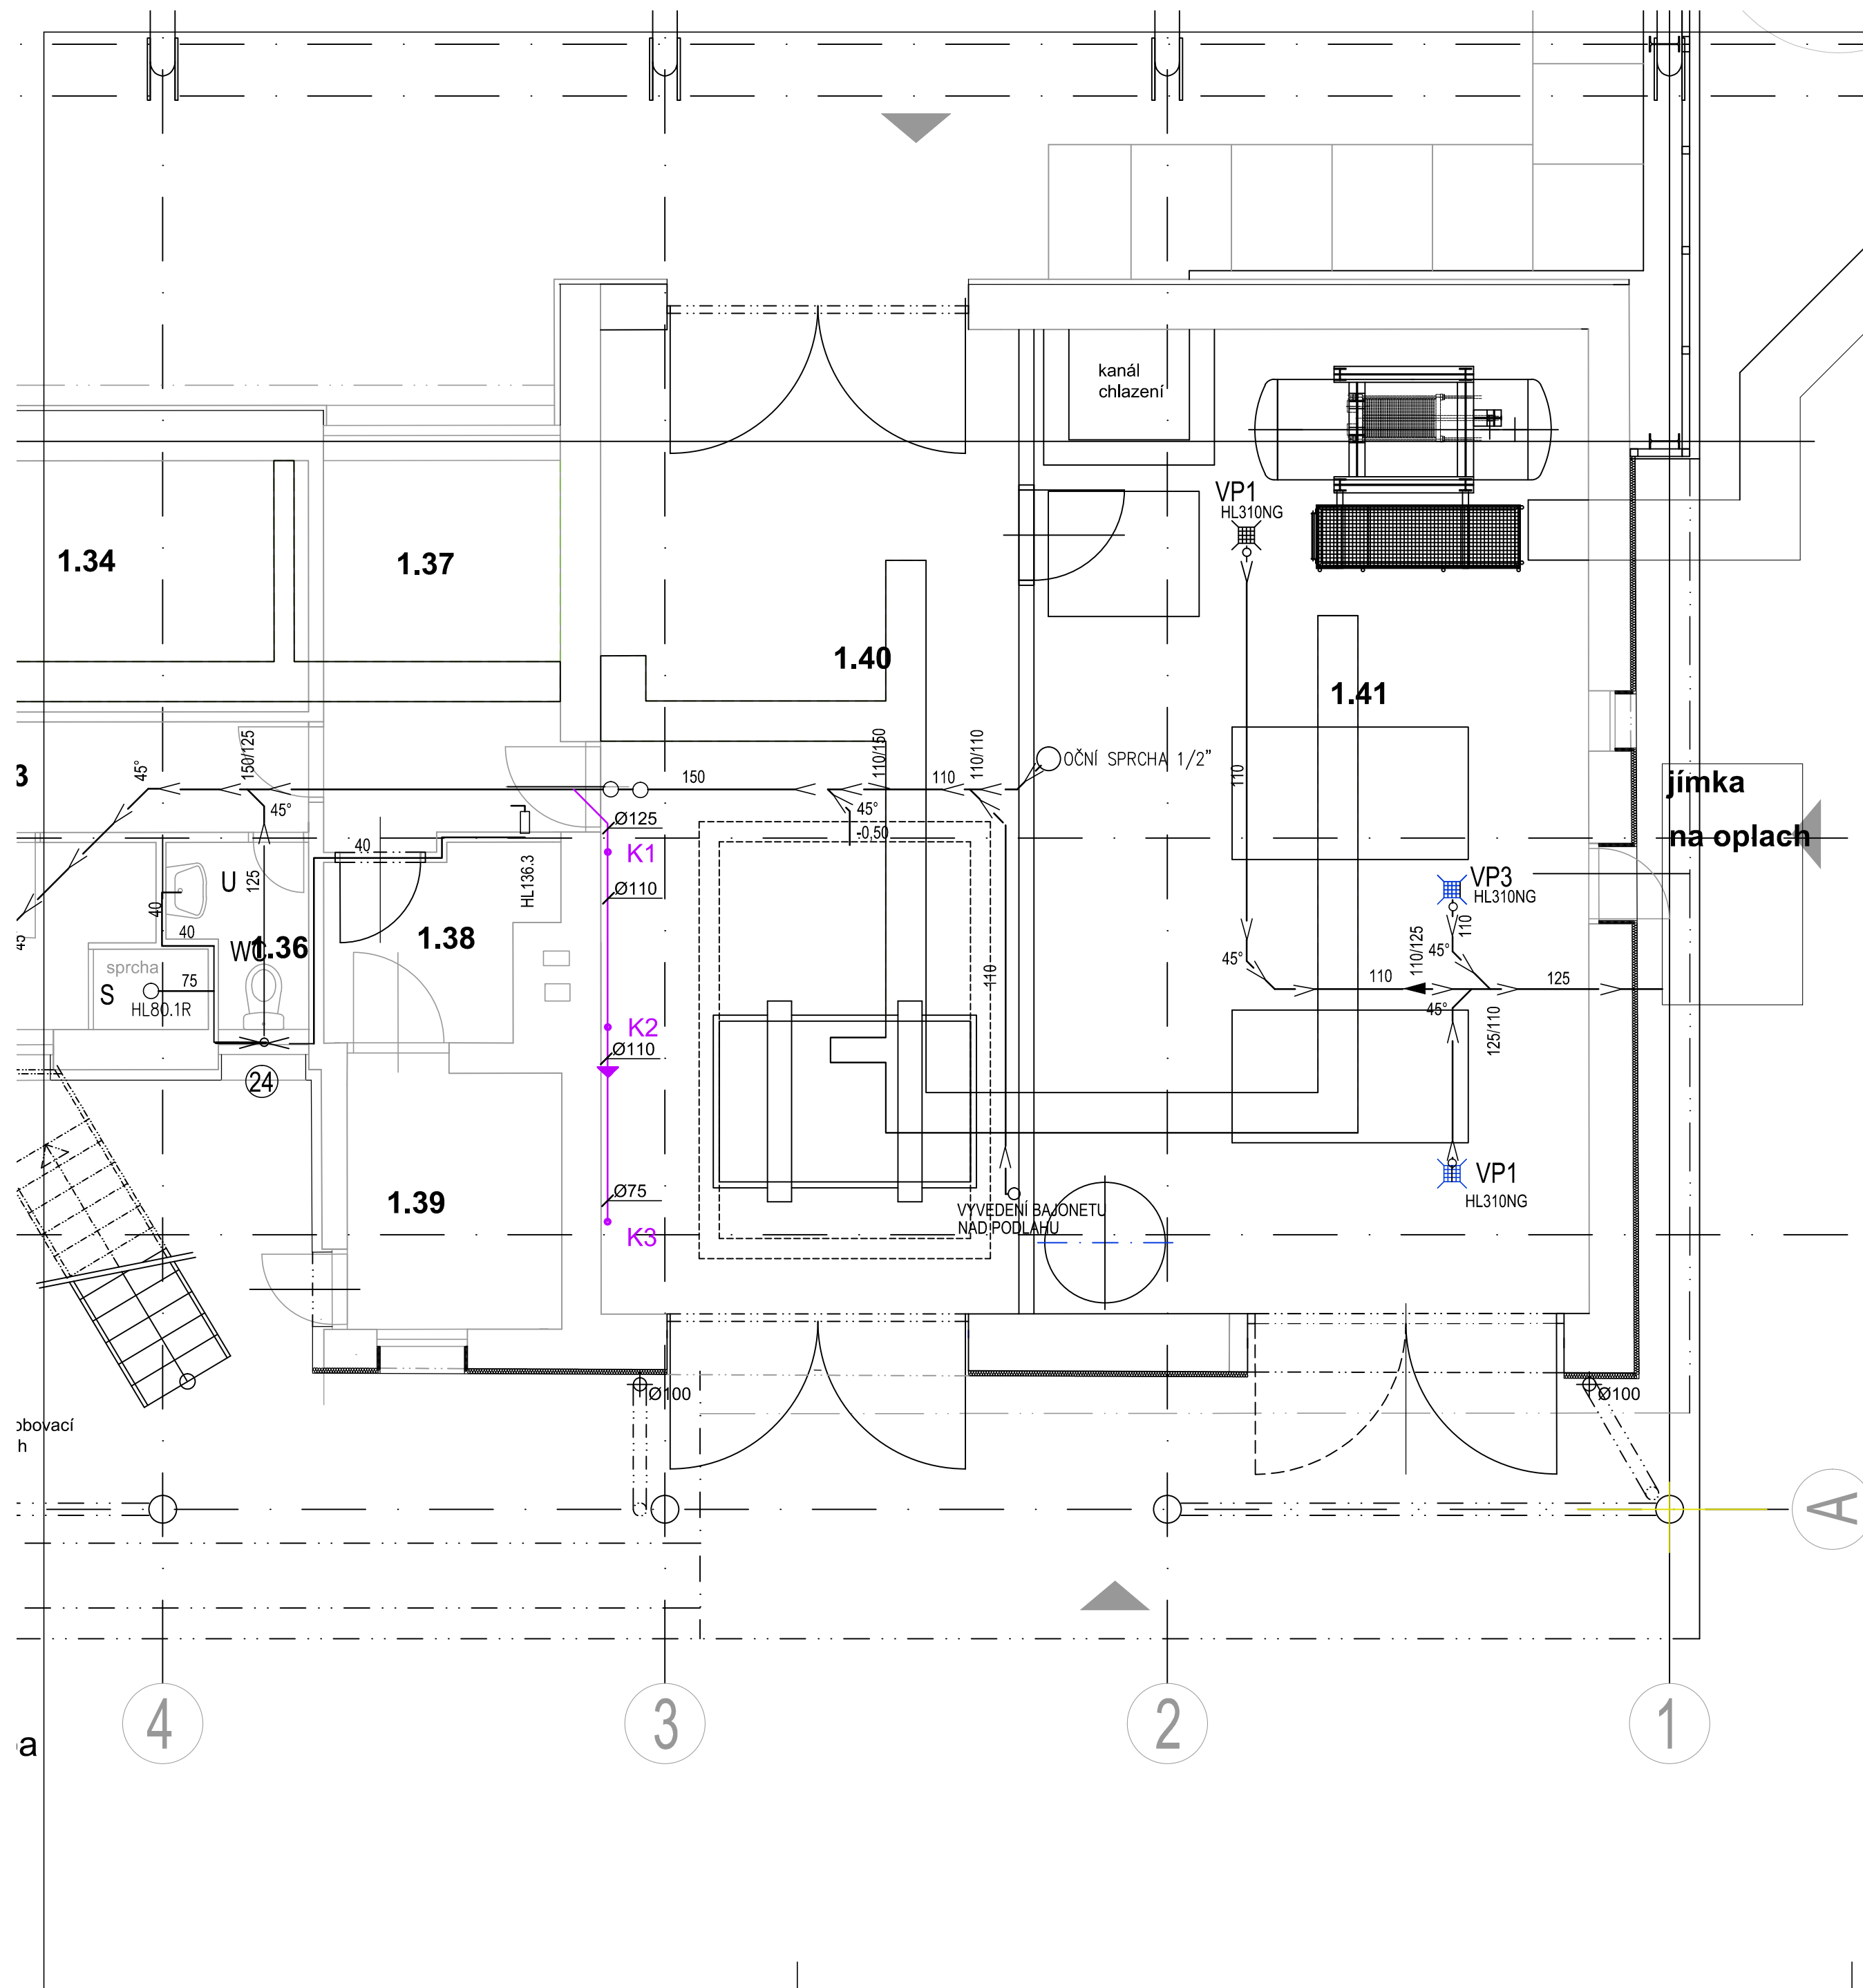 kanál
chlazení
VP1
HL310NG
1.34
1.37
1.40
1.41
3
45°
150/125
45°
150
110/150
110
110/110
OČNÍ SPRCHA 1/2"
45°
-0,50
110
jímka
na oplach
Ø125
K1
Ø110
40
HL136.3
U
125
40
40
WC
1.36
1.38
sprcha
75
S
HL80.1R
45
VP3
HL310NG
110
45°
110/125
45°
110
125
45°
125/110
110
K2
Ø110
24
Ø75
K3
1.39
VYVEDENÍ BAJONETU
NAD PODLAHU
VP1
HL310NG
Ø100
Ø100
obovací
h
A
4
3
2
1
a